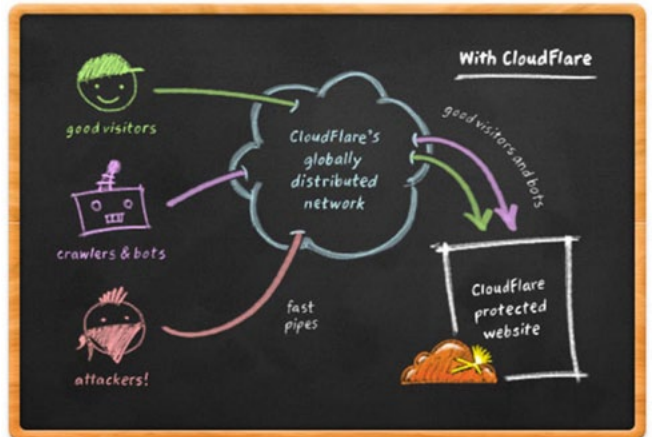 With CloudFlare
good visitors
CloudFlare's
globally
distributed
network
good visitors and bots
crawlers & bots
fast
pipes
CloudFlare
protected
website
attackers!